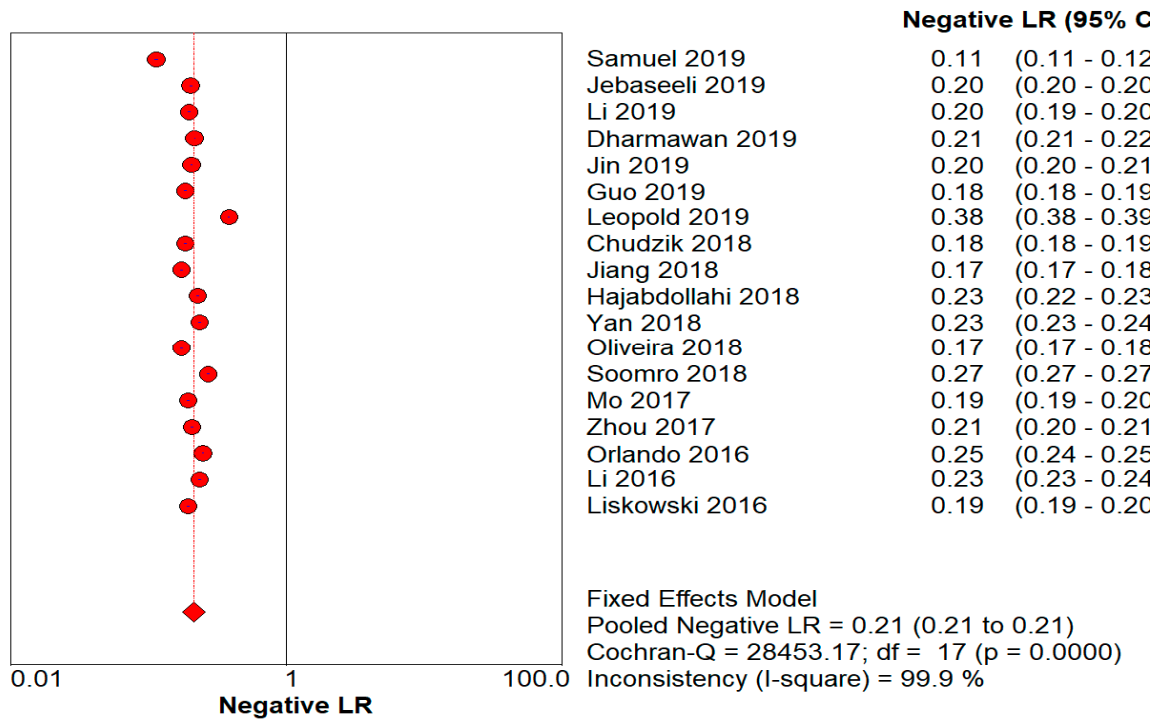 Negative LR (95% C
Samuel 2019 0.11 (0.11 - 0.12
Jebaseeli 2019 0.20 (0.20 - 0.20
Li 2019 0.20 (0.19 - 0.20
Dharmawan 2019 0.21 (0.21 - 0.22
Jin 2019 0.20 (0.20 - 0.21
Guo 2019 0.18 (0.18 - 0.19
Leopold 2019 0.38 (0.38 - 0.39
Chudzik 2018 0.18 (0.18 - 0.19
Jiang 2018 0.17 (0.17 - 0.18
Hajabdollahi 2018 0.23 (0.22 - 0.23
Yan 2018 0.23 (0.23 - 0.24
Oliveira 2018 0.17 (0.17 - 0.18
Soomro 2018 0.27 (0.27 - 0.27
Mo 2017 0.19 (0.19 - 0.20
Zhou 2017 0.21 (0.20 - 0.21
Orlando 2016 0.25 (0.24 - 0.25
Li 2016 0.23 (0.23 - 0.24
Liskowski 2016 0.19 (0.19 - 0.20
Fixed Effects Model
Pooled Negative LR = 0.21 (0.21 to 0.21)
Cochran-Q = 28453.17; df = 17 (p = 0.0000)
Inconsistency (I-square) = 99.9 %
0.01 1 100.0
Negative LR